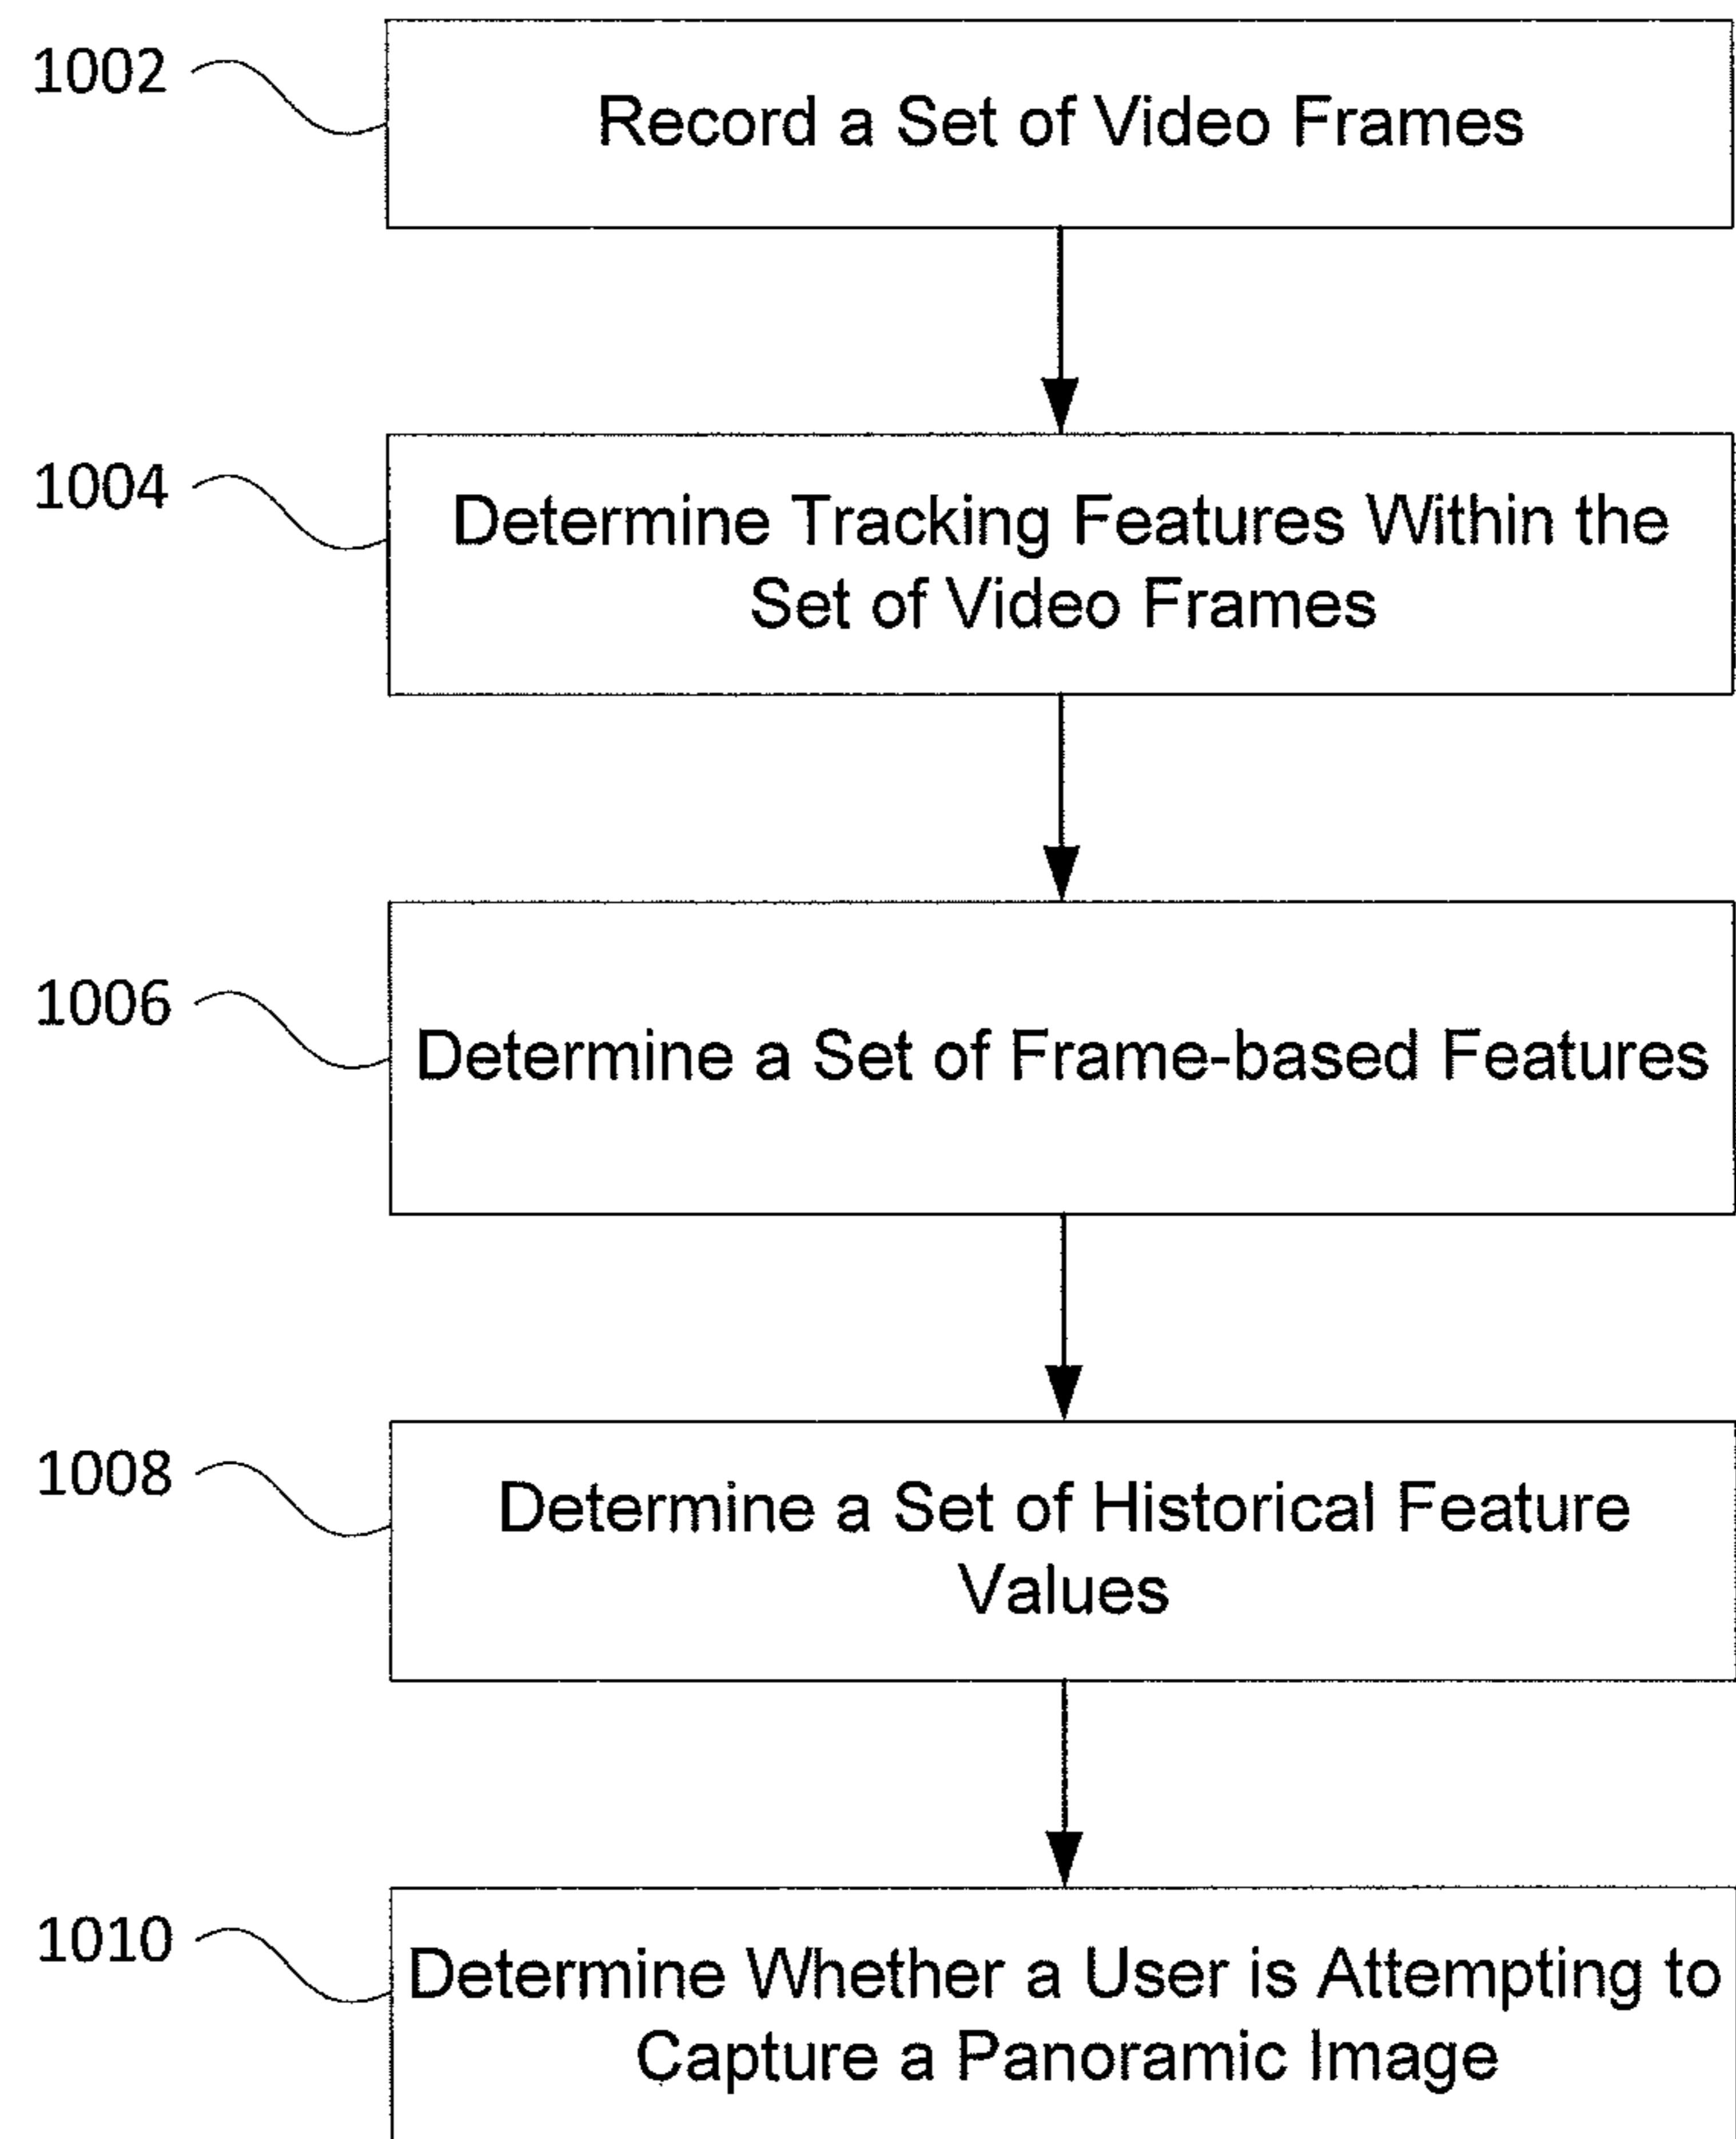 1002
Record a Set of Video Frames
1004
Determine Tracking Features Within the
Set of Video Frames
1006
Determine a Set of Frame-based Features
1008
Determine a Set of Historical Feature
Values
1010
Determine Whether a User is Attempting to
Capture a Panoramic Image